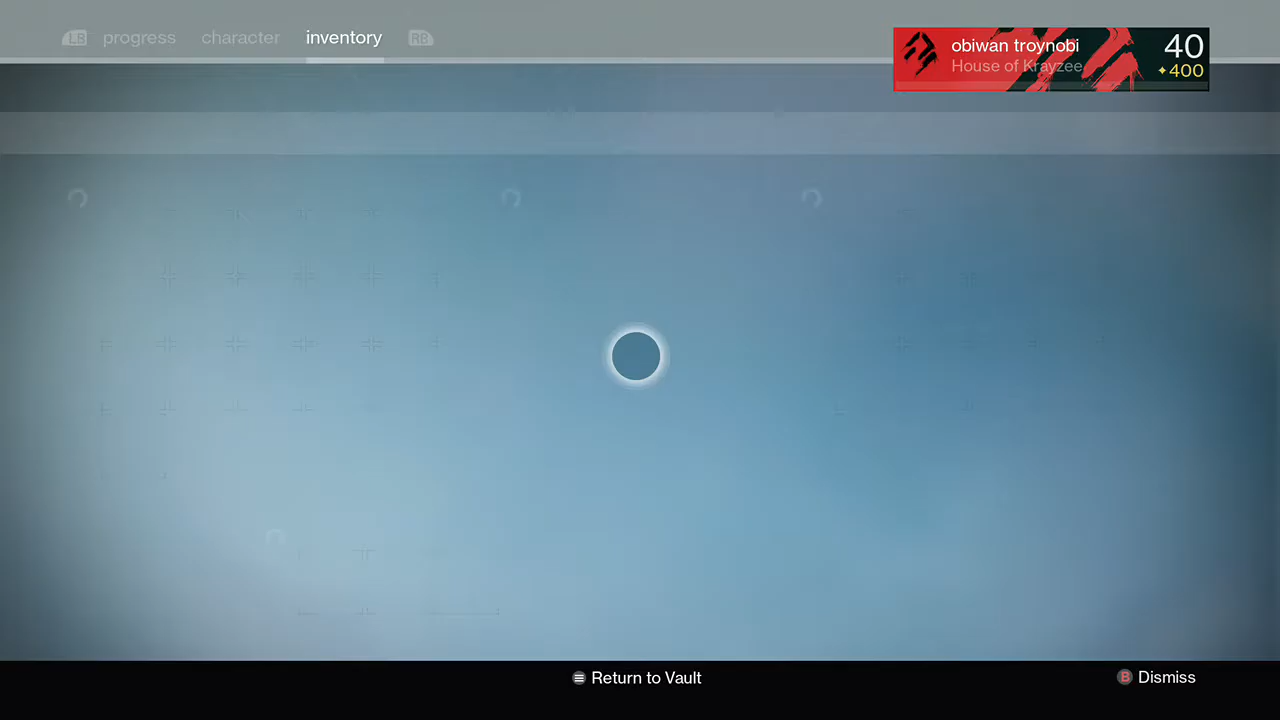 LB progress character inventory RB
obiwan troynobi
House of Krayzee
40
400
Return to Vault
B Dismiss